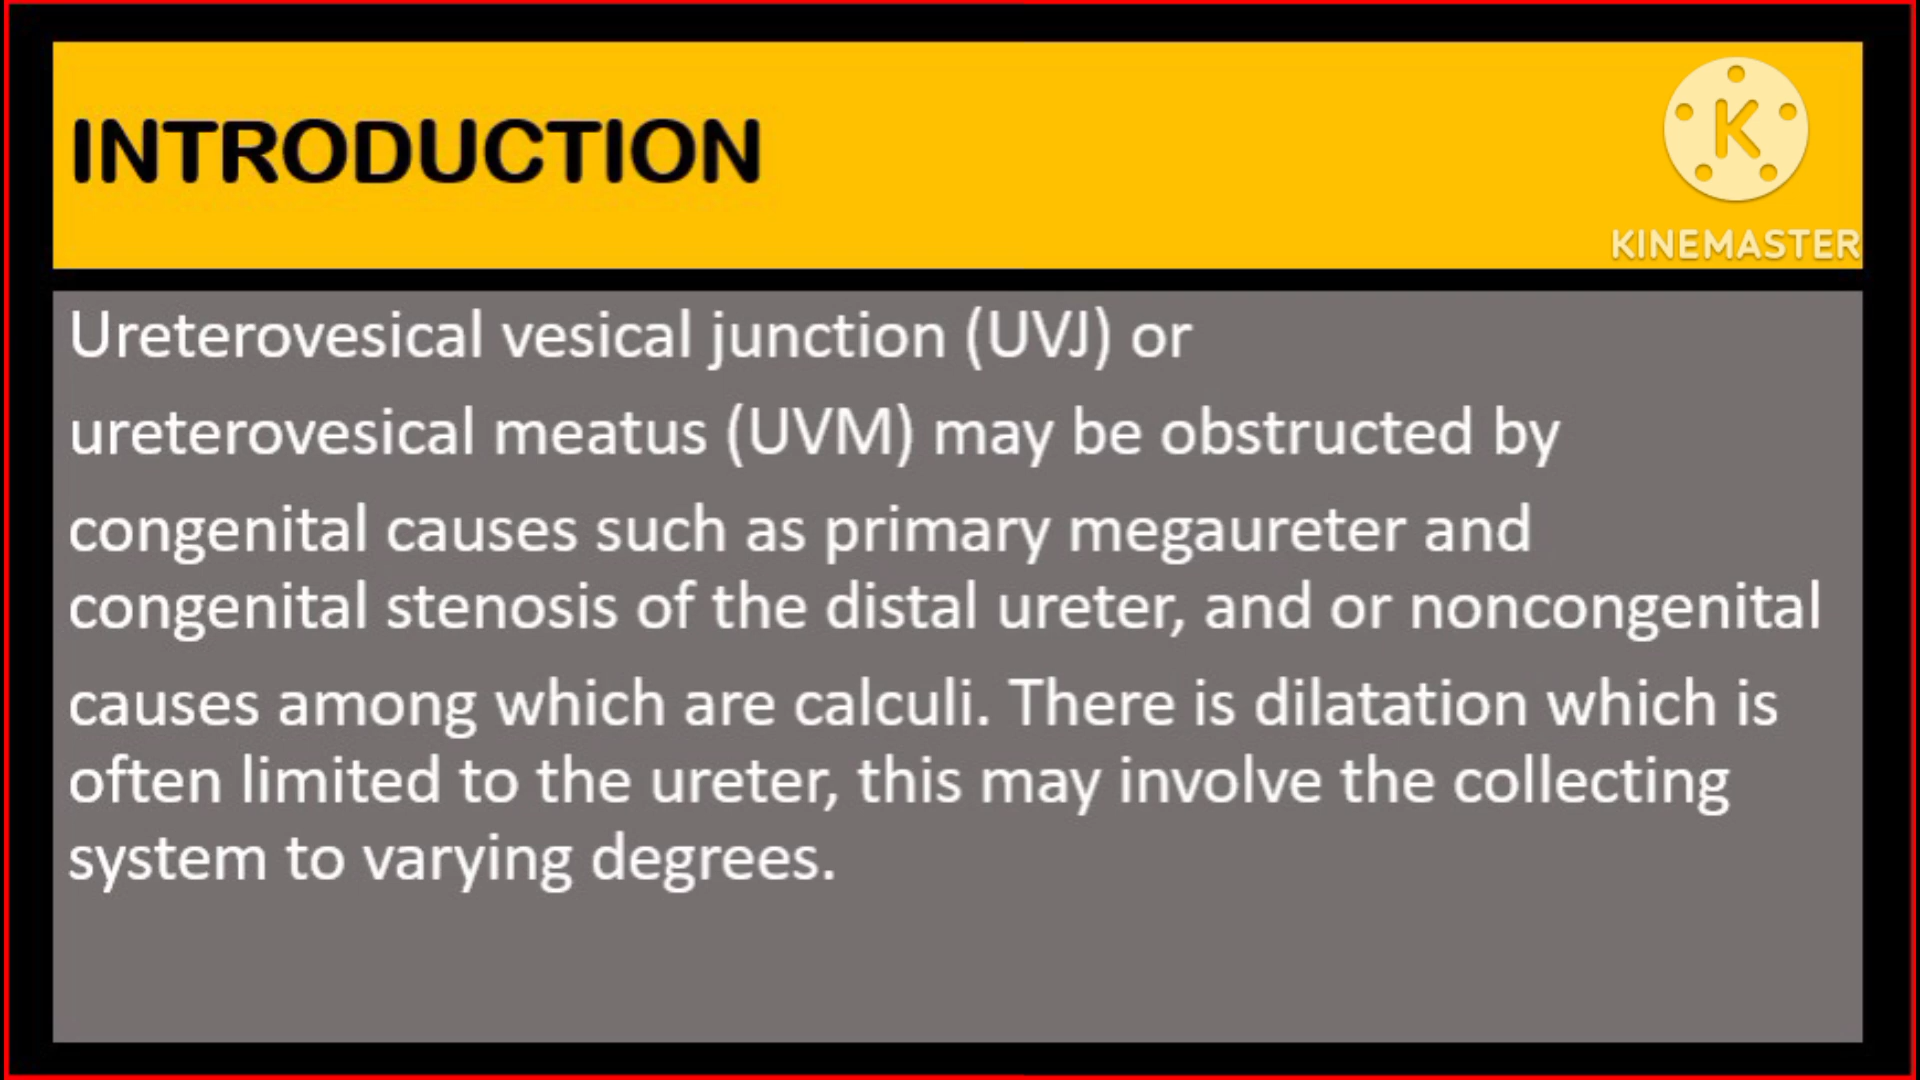 INTRODUCTION
K
KINEMASTER
Ureterovesical vesical junction (UVJ) or
ureterovesical meatus (UVM) may be obstructed by
congenital causes such as primary megaureter and
congenital stenosis of the distal ureter, and or noncongenital
causes among which are calculi. There is dilatation which is
often limited to the ureter, this may involve the collecting
system to varying degrees.